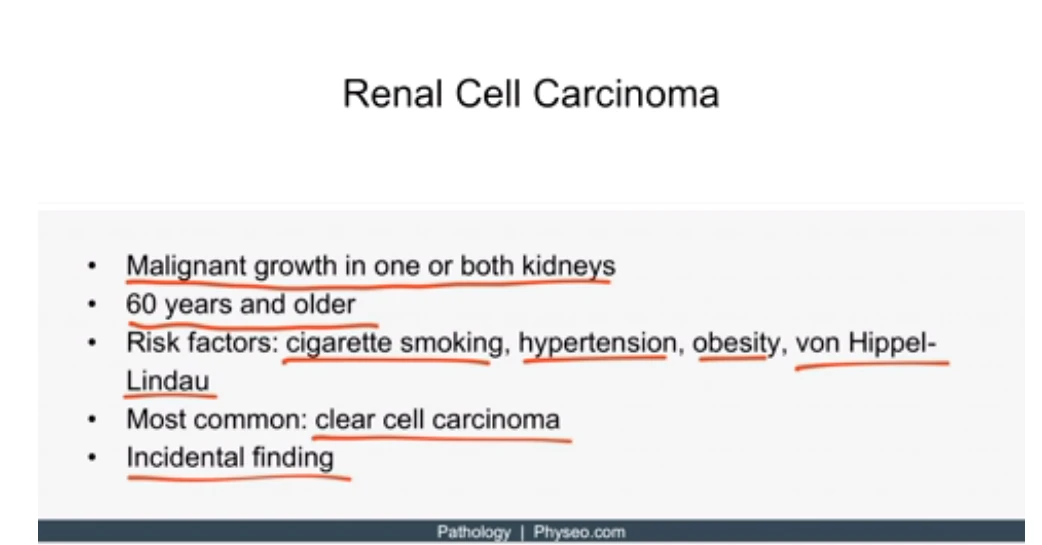 Renal Cell Carcinoma
• Malignant growth in one or both kidneys
• 60 years and older
• Risk factors: cigarette smoking, hypertension, obesity, von Hippel-
Lindau
• Most common: clear cell carcinoma
• Incidental finding
Pathology | Physeo.com